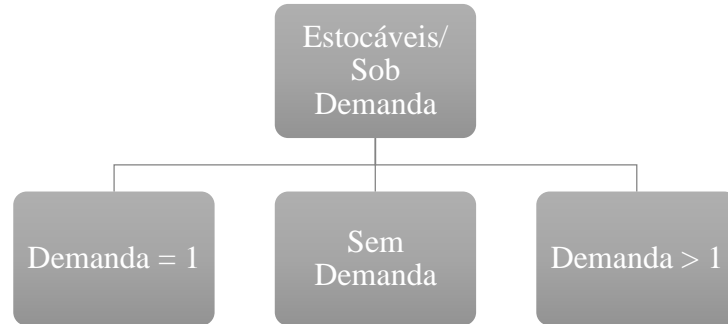 Estocáveis/
Sob
Demanda
Demanda = 1
Sem
Demanda
Demanda > 1